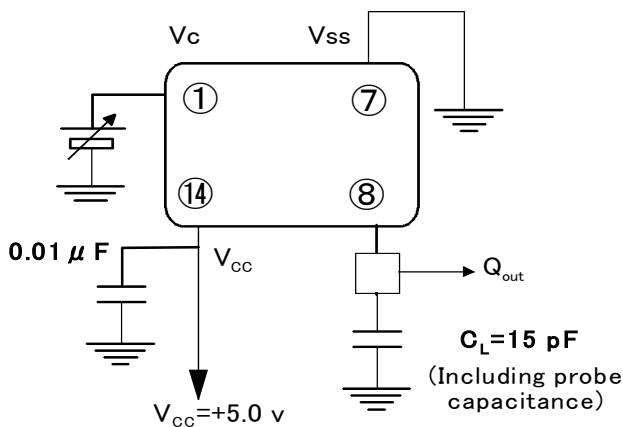 Vc
Vss
①
⑦
⑭
⑧
0.01 μ F
Vcc
Qout
CL=15 pF
(Including probe
capacitance)
Vcc=+5.0 v